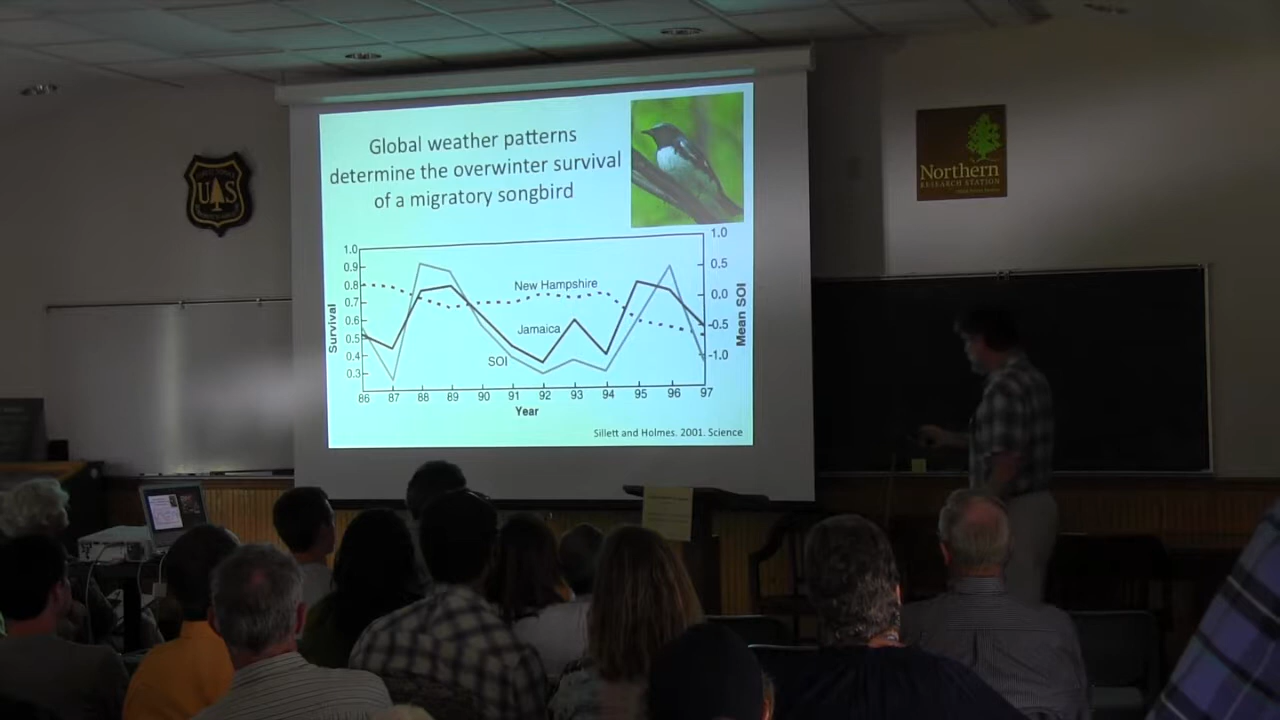 Global weather patterns
determine the overwinter survival
of a migratory songbird
1.0
0.9
0.8
0.7
0.6
0.5
0.4
0.3
Survival
1.0
0.5
0.0
-0.5
-1.0
Mean SOI
New Hampshire
Jamaica
SOI
86 87 88 89 90 91 92 93 94 95 96 97
Year
Sillett and Holmes. 2001. Science
US
Northern
RESEARCH STATION